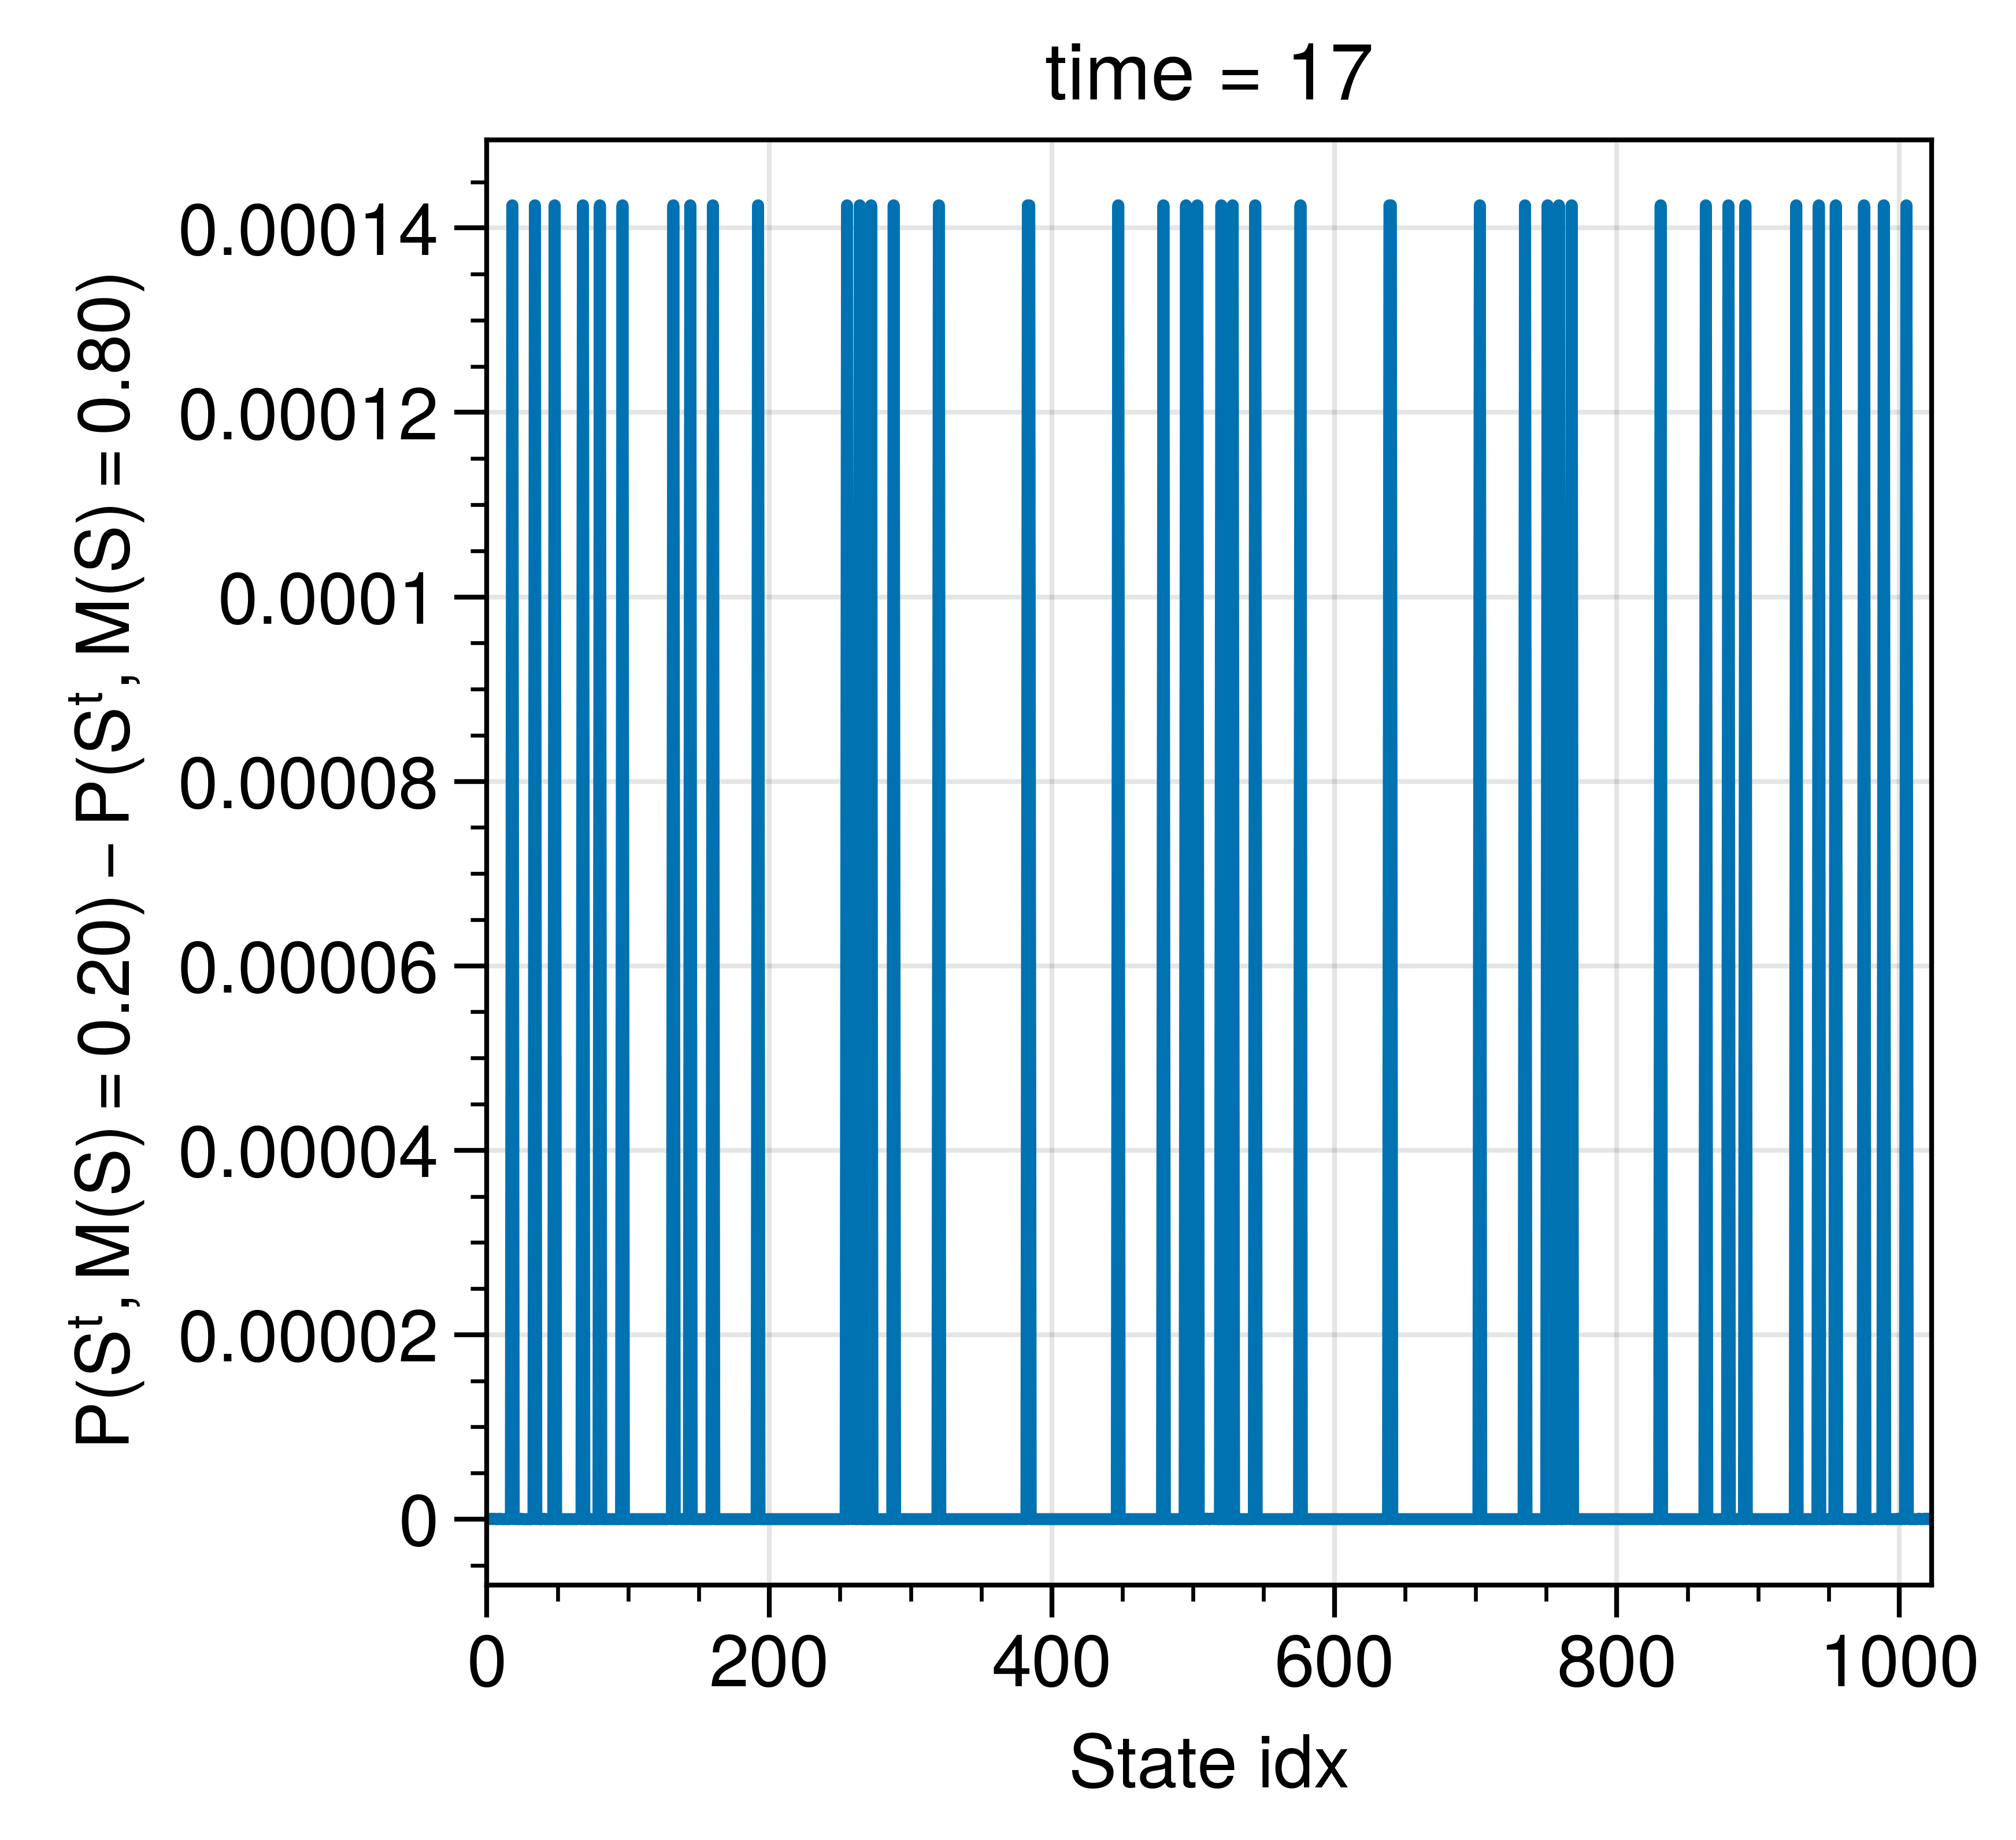 time = 17
P(Sᵗ, M(S) = 0.20) − P(Sᵗ, M(S) = 0.80)
0.00014
0.00012
0.0001
0.00008
0.00006
0.00004
0.00002
0
0 200 400 600 800 1000
State idx